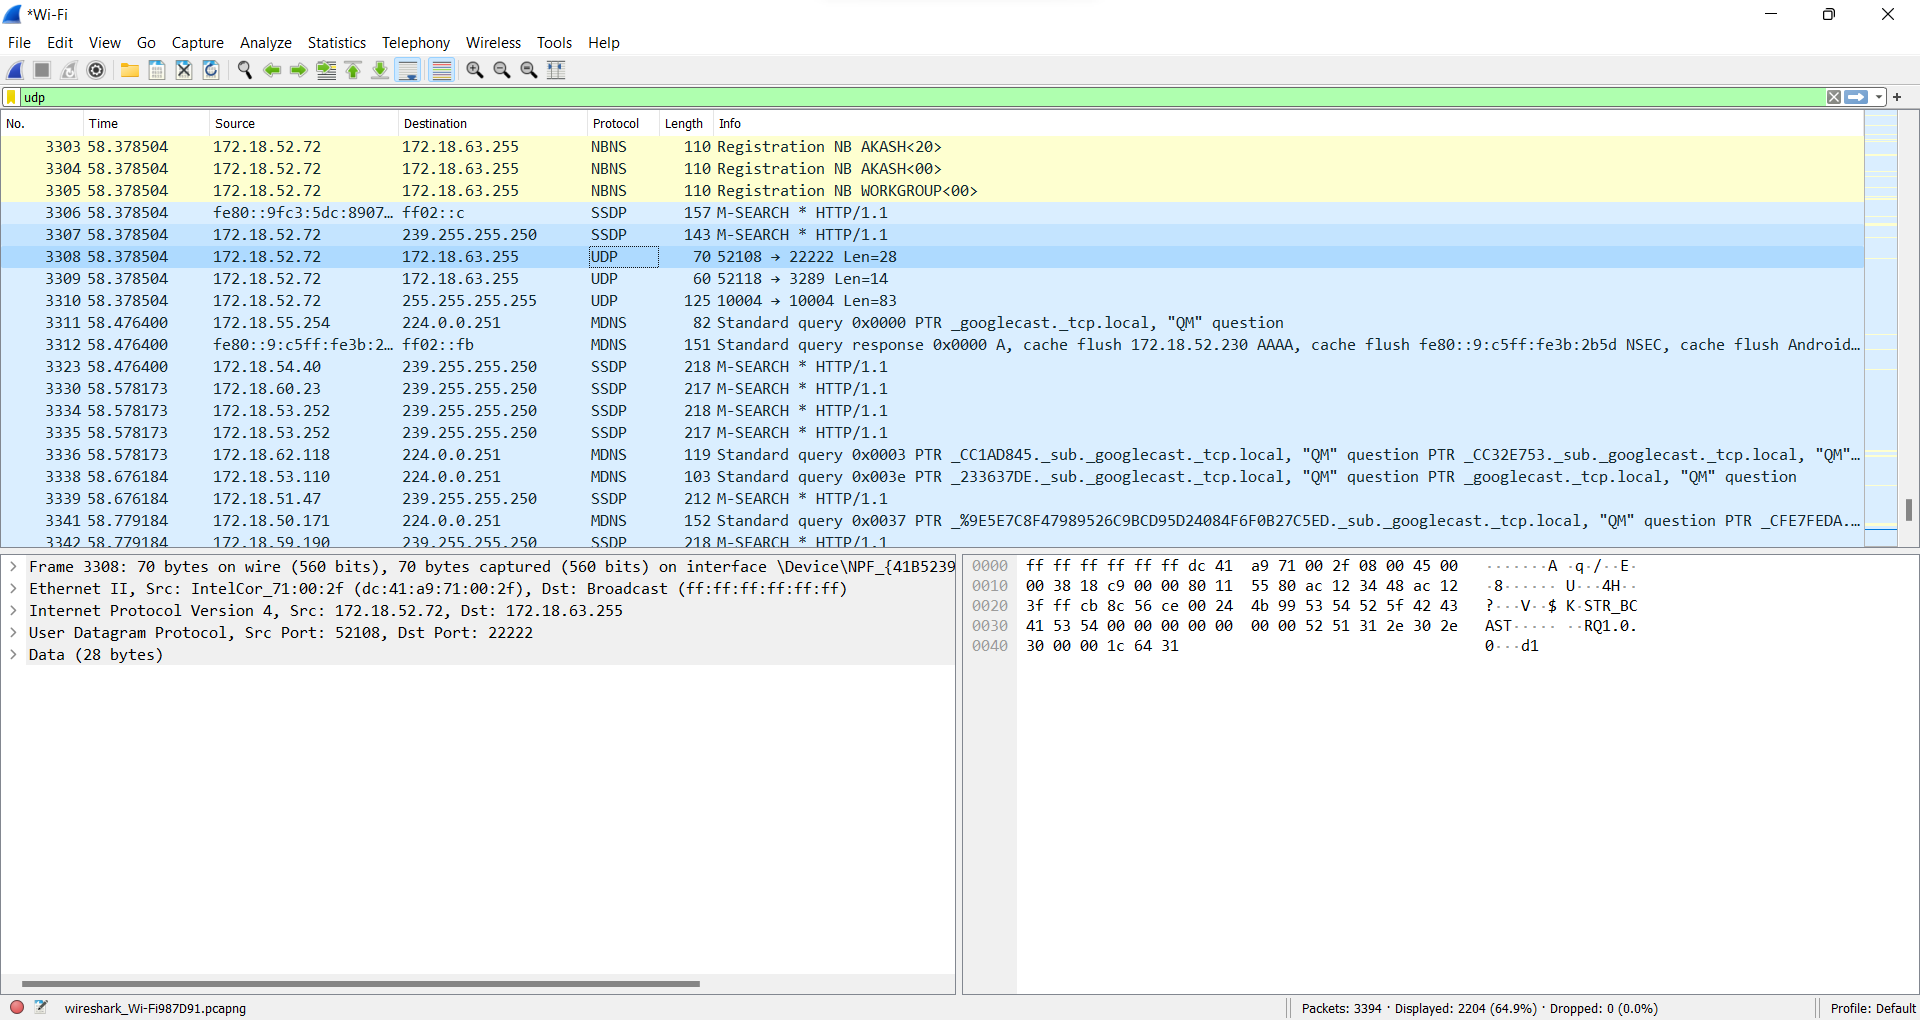 *Wi-Fi
File Edit View Go Capture Analyze Statistics Telephony Wireless Tools Help
udp
No. Time Source Destination Protocol Length Info
3303 58.378504 172.18.52.72 172.18.63.255 NBNS 110 Registration NB AKASH<20>
3304 58.378504 172.18.52.72 172.18.63.255 NBNS 110 Registration NB AKASH<00>
3305 58.378504 172.18.52.72 172.18.63.255 NBNS 110 Registration NB WORKGROUP<00>
3306 58.378504 fe80::9fc3:5dc:8907… ff02::c SSDP 157 M-SEARCH * HTTP/1.1
3307 58.378504 172.18.52.72 239.255.255.250 SSDP 143 M-SEARCH * HTTP/1.1
3308 58.378504 172.18.52.72 172.18.63.255 UDP 70 52108 → 22222 Len=28
3309 58.378504 172.18.52.72 172.18.63.255 UDP 60 52118 → 3289 Len=14
3310 58.378504 172.18.52.72 255.255.255.255 UDP 125 10004 → 10004 Len=83
3311 58.476400 172.18.55.254 224.0.0.251 MDNS 82 Standard query 0x0000 PTR _googlecast._tcp.local, "QM" question
3312 58.476400 fe80::9:c5ff:fe3b:2… ff02::fb MDNS 151 Standard query response 0x0000 A, cache flush 172.18.52.230 AAAA, cache flush fe80::9:c5ff:fe3b:2b5d NSEC, cache flush Android…
3323 58.476400 172.18.54.40 239.255.255.250 SSDP 218 M-SEARCH * HTTP/1.1
3330 58.578173 172.18.60.23 239.255.255.250 SSDP 217 M-SEARCH * HTTP/1.1
3334 58.578173 172.18.53.252 239.255.255.250 SSDP 218 M-SEARCH * HTTP/1.1
3335 58.578173 172.18.53.252 239.255.255.250 SSDP 217 M-SEARCH * HTTP/1.1
3336 58.578173 172.18.62.118 224.0.0.251 MDNS 119 Standard query 0x0003 PTR _CC1AD845._sub._googlecast._tcp.local, "QM" question PTR _CC32E753._sub._googlecast._tcp.local, "QM"…
3338 58.676184 172.18.53.110 224.0.0.251 MDNS 103 Standard query 0x003e PTR _233637DE._sub._googlecast._tcp.local, "QM" question PTR _googlecast._tcp.local, "QM" question
3339 58.676184 172.18.51.47 239.255.255.250 SSDP 212 M-SEARCH * HTTP/1.1
3341 58.779184 172.18.50.171 224.0.0.251 MDNS 152 Standard query 0x0037 PTR _%9E5E7C8F47989526C9BCD95D24084F6F0B27C5ED._sub._googlecast._tcp.local, "QM" question PTR _CFE7FEDA.…
3342 58.779184 172.18.59.190 239.255.255.250 SSDP 218 M-SEARCH * HTTP/1.1
> Frame 3308: 70 bytes on wire (560 bits), 70 bytes captured (560 bits) on interface \Device\NPF_{41B5239
> Ethernet II, Src: IntelCor_71:00:2f (dc:41:a9:71:00:2f), Dst: Broadcast (ff:ff:ff:ff:ff:ff)
> Internet Protocol Version 4, Src: 172.18.52.72, Dst: 172.18.63.255
> User Datagram Protocol, Src Port: 52108, Dst Port: 22222
> Data (28 bytes)
0000 ff ff ff ff ff ff dc 41 a9 71 00 2f 08 00 45 00 ·······A ·q·/··E·
0010 00 38 18 c9 00 00 80 11 55 80 ac 12 34 48 ac 12 ·8······ U···4H··
0020 3f ff cb 8c 56 ce 00 24 4b 99 53 54 52 5f 42 43 ?···V··$ K·STR_BC
0030 41 53 54 00 00 00 00 00 00 00 52 51 31 2e 30 2e AST····· ··RQ1.0.
0040 30 00 00 1c 64 31 0···d1
wireshark_Wi-Fi987D91.pcapng Packets: 3394 · Displayed: 2204 (64.9%) · Dropped: 0 (0.0%) Profile: Default